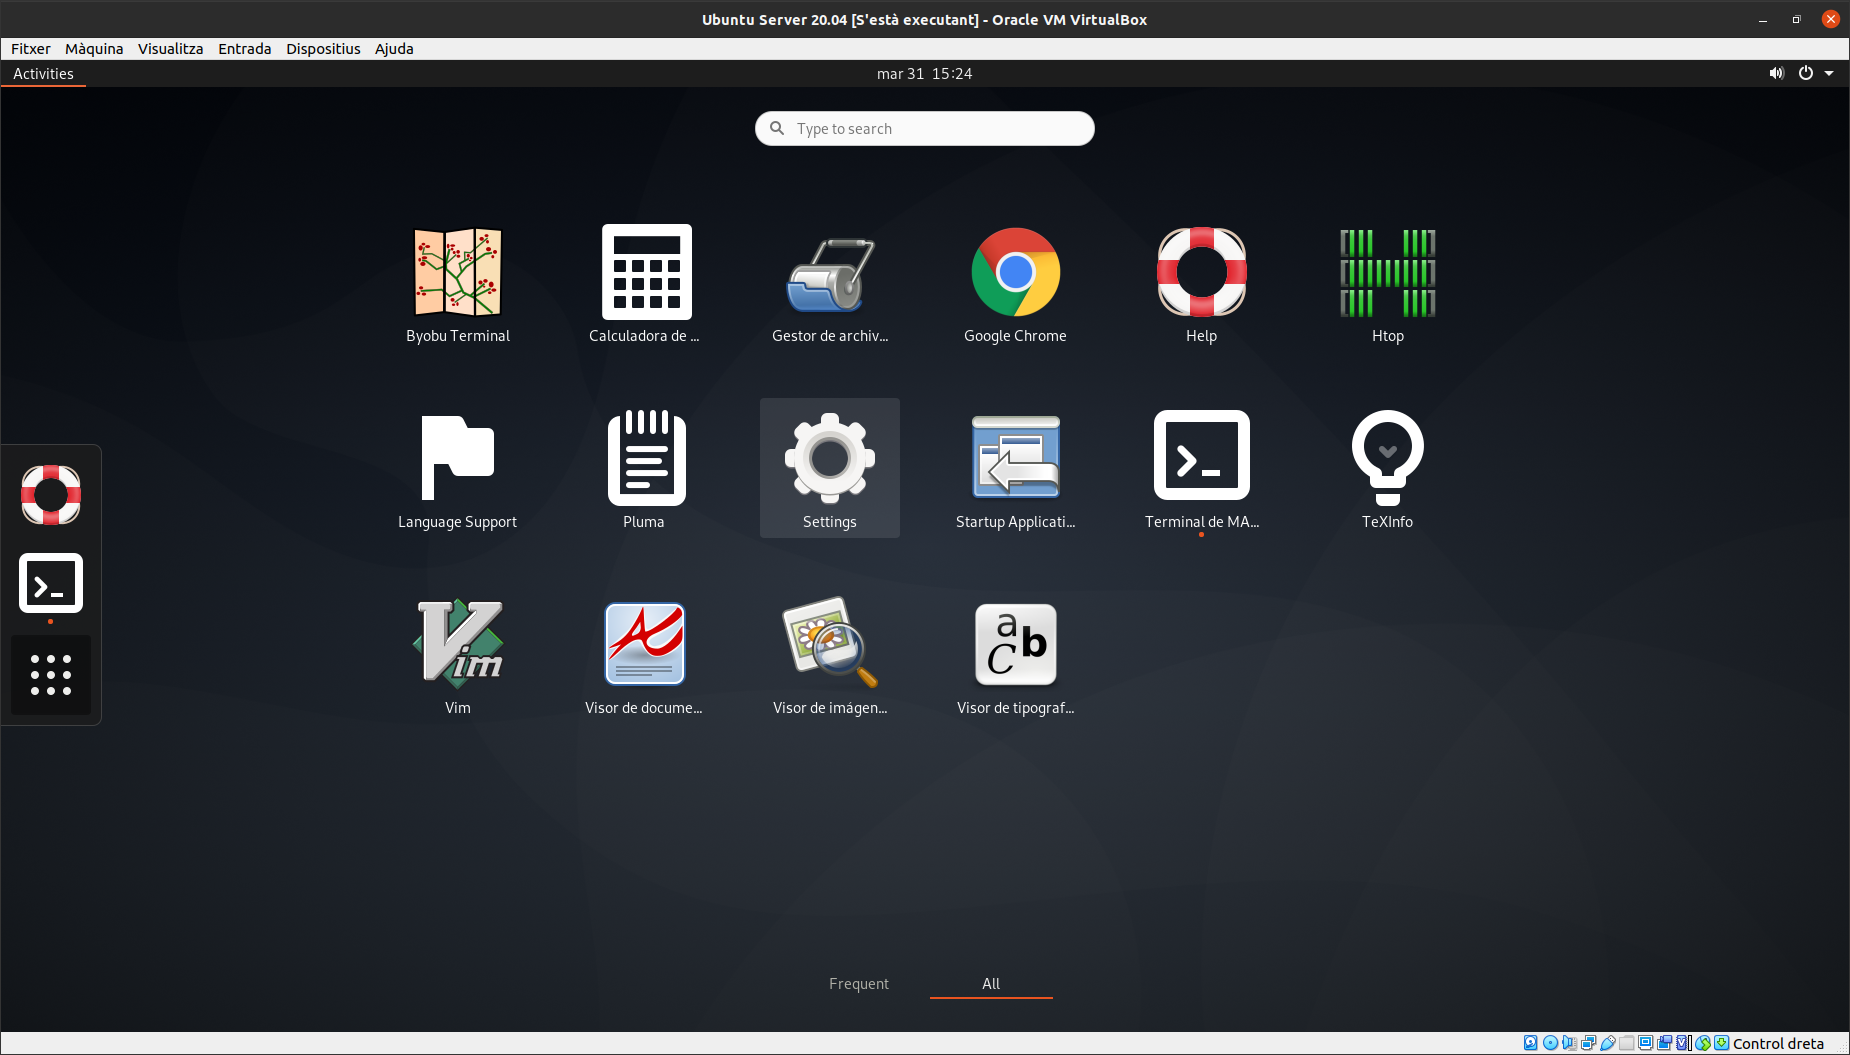 Ubuntu Server 20.04 [S'està executant] - Oracle VM VirtualBox
Fitxer Màquina Visualitza Entrada Dispositius Ajuda
Activities
mar 31 15:24
Type to search
Byobu Terminal
Calculadora de ...
Gestor de archiv...
Google Chrome
Help
Htop
Language Support
Pluma
Settings
Startup Applicati...
Terminal de MA...
TeXInfo
Vim
Visor de docume...
Visor de imágen...
Visor de tipograf...
Frequent
All
Control dreta